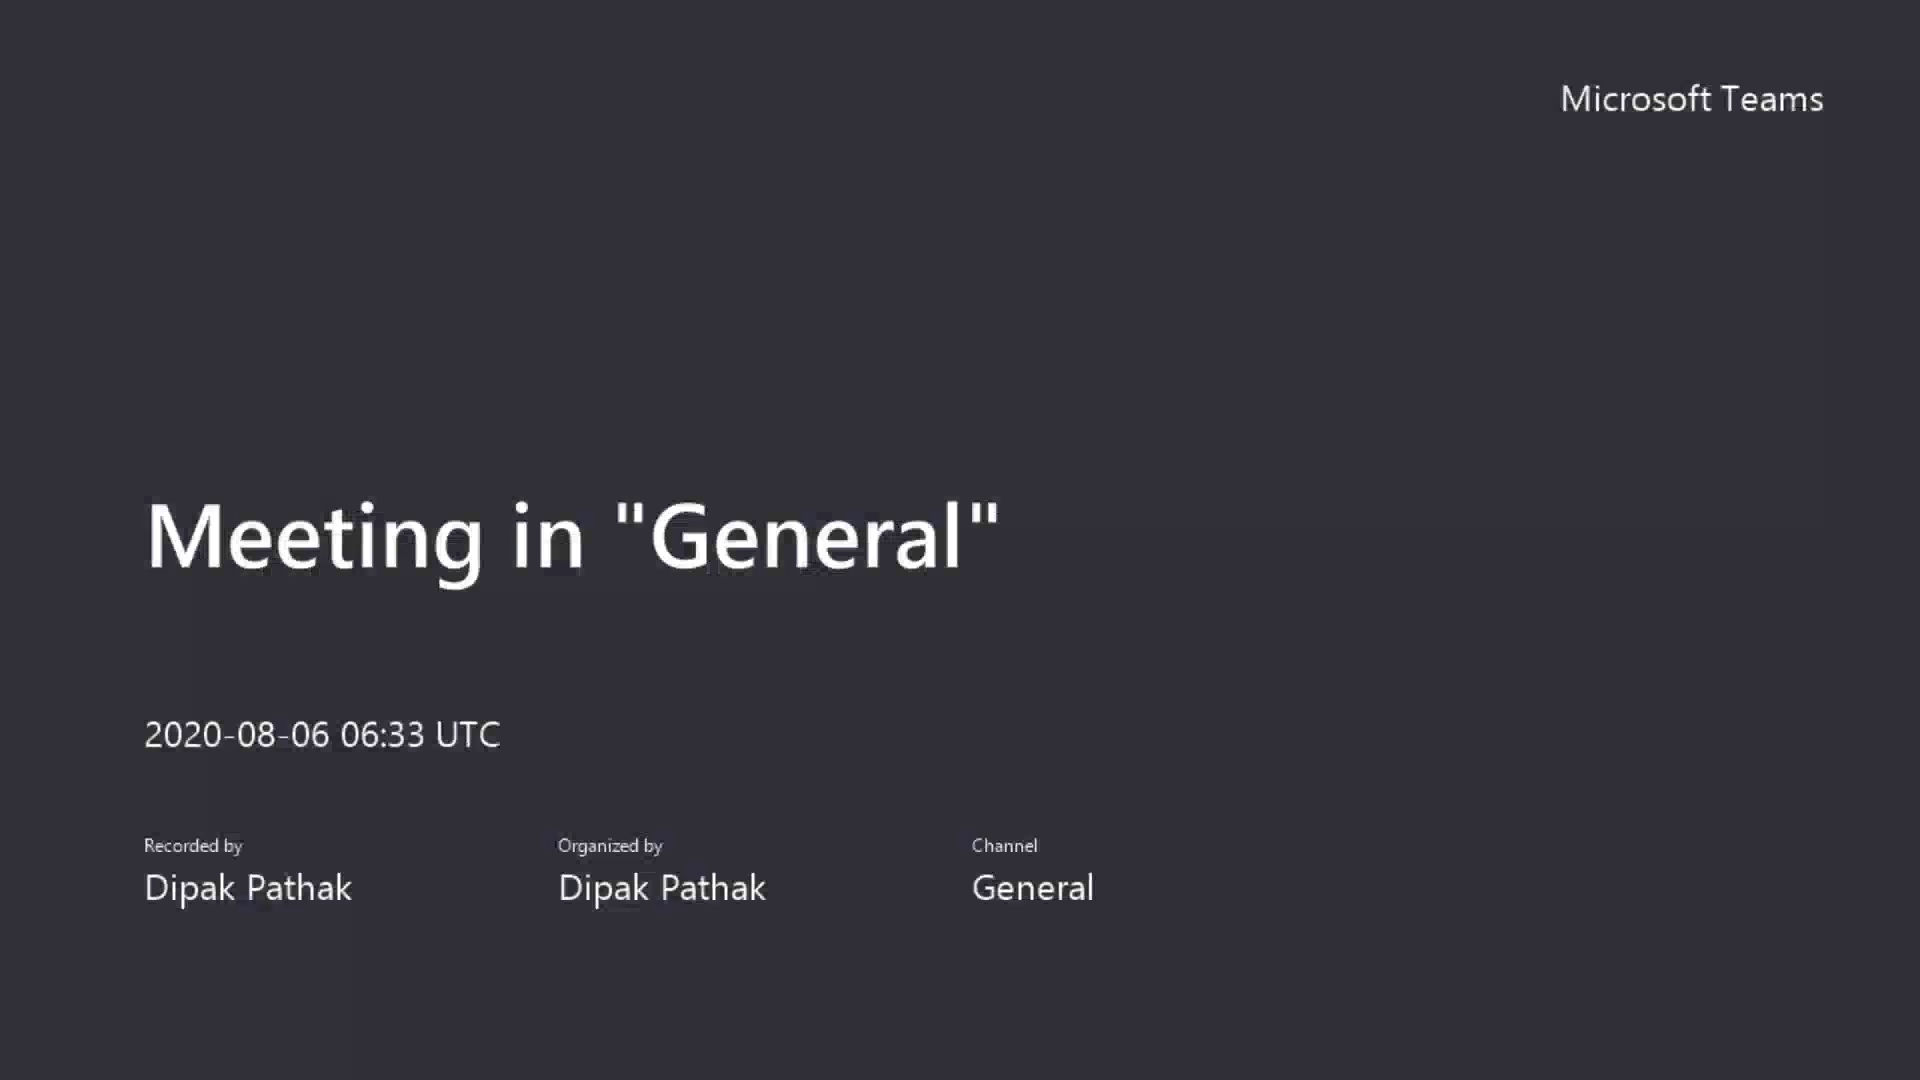 Microsoft Teams
Meeting in "General"
2020-08-06 06:33 UTC
Recorded by
Dipak Pathak
Organized by
Dipak Pathak
Channel
General